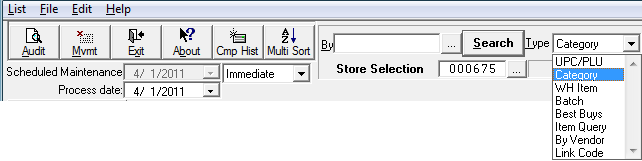 List File Edit Help
Audit Mvmt Exit About Cmp Hist Multi Sort By ... Search Type Category
Scheduled Maintenance: 4/ 1/2011 Immediate Store Selection 000675 ...
Process date: 4/ 1/2011
UPC/PLU
Category
WH Item
Batch
Best Buys
Item Query
By Vendor
Link Code